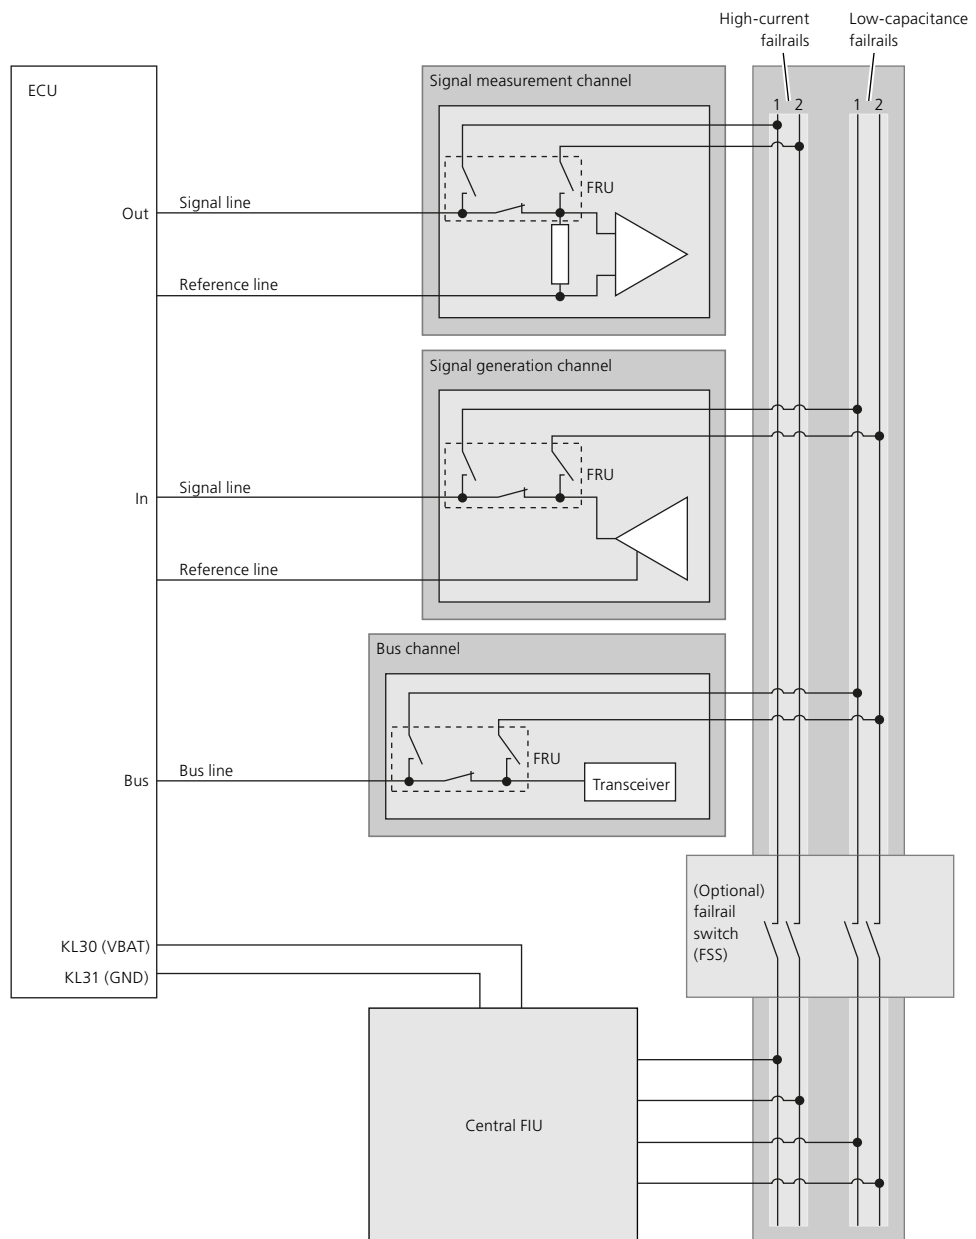 High-current
failrails
Low-capacitance
failrails
ECU
Signal measurement channel
1 2
1 2
FRU
Signal line
Out
Reference line
Signal generation channel
FRU
Signal line
In
Reference line
Bus channel
FRU
Bus line
Bus
Transceiver
(Optional)
failrail
switch
(FSS)
KL30 (VBAT)
KL31 (GND)
Central FIU